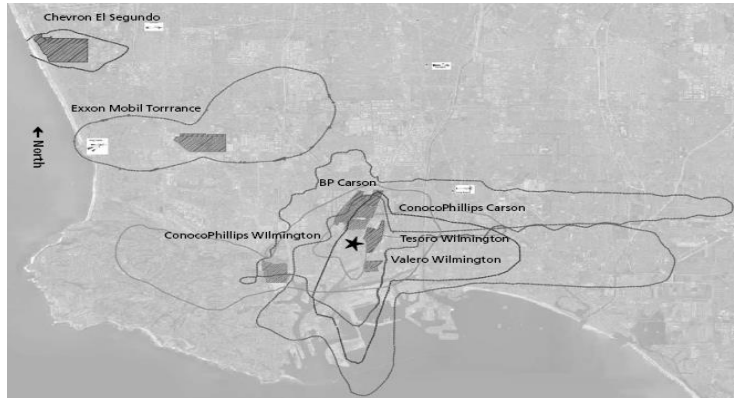 Chevron El Segundo
Exxon Mobil Torrrance
← North
BP Carson
ConocoPhillips Carson
ConocoPhillips WIlmington
Tesoro Wilmington
Valero Wilmington